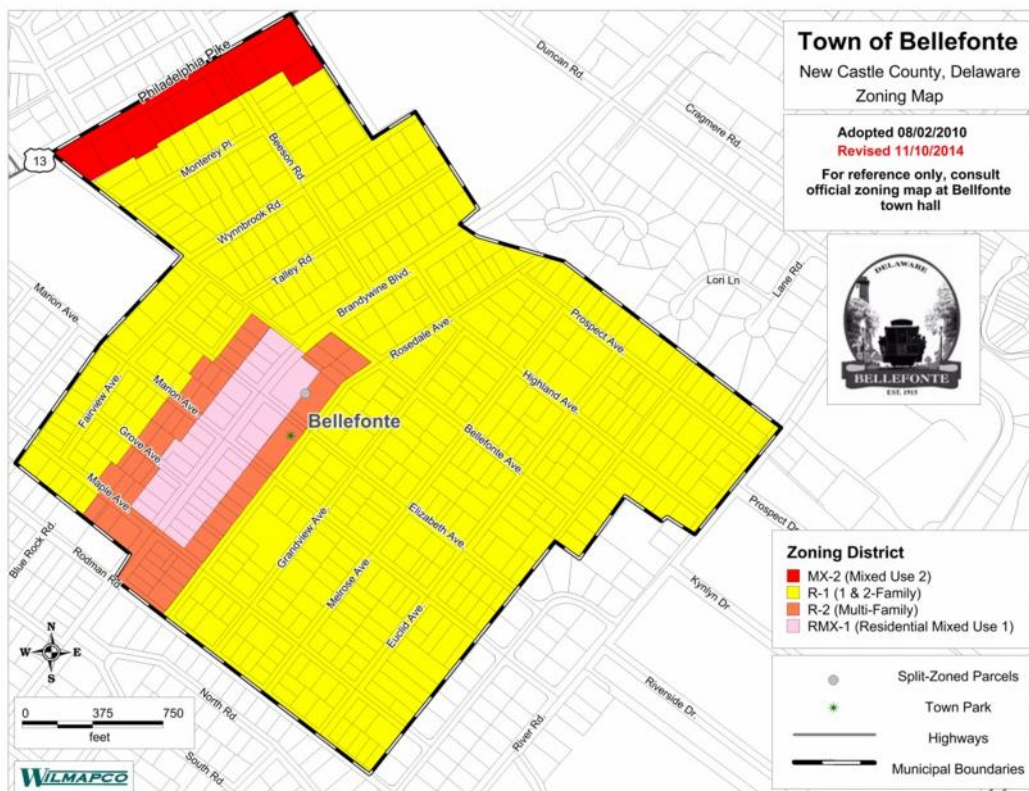 Town of Bellefonte
New Castle County, Delaware
Zoning Map
Adopted 08/02/2010
Revised 11/10/2014
For reference only, consult
official zoning map at Bellfonte
town hall
DELAWARE
BELLEFONTE
EST. 1915
Philadelphia Pike
13
Duncan Rd.
Cragmere Rd.
Monterey Pl.
Beeson Rd.
Wynnbrook Rd.
Talley Rd.
Brandywine Blvd.
Lori Ln
Lane Rd.
Marion Ave.
Rosedale Ave.
Prospect Ave.
Highland Ave.
Fairview Ave.
Marion Ave.
Bellefonte
Grove Ave.
Bellefonte Ave.
Maple Ave.
Elizabeth Ave.
Grandview Ave.
Melrose Ave
Euclid Ave.
Prospect Dr.
Blue Rock Rd.
Rodman Rd
Kynlyn Dr
Riverside Dr.
River Rd.
North Rd.
South Rd.
Zoning District
MX-2 (Mixed Use 2)
R-1 (1 & 2-Family)
R-2 (Multi-Family)
RMX-1 (Residential Mixed Use 1)
Split-Zoned Parcels
Town Park
Highways
Municipal Boundaries
N
W E
S
0 375 750
feet
WILMAPCO